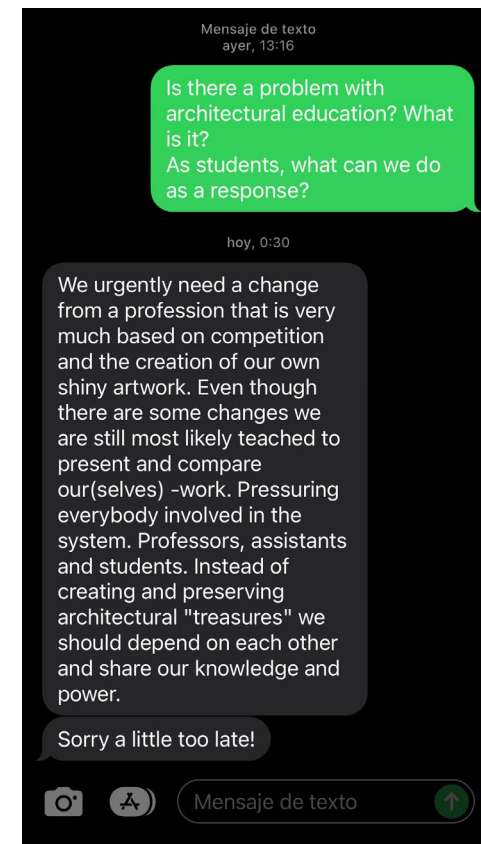 Mensaje de texto
ayer, 13:16
Is there a problem with
architectural education? What
is it?
As students, what can we do
as a response?
hoy, 0:30
We urgently need a change
from a profession that is very
much based on competition
and the creation of our own
shiny artwork. Even though
there are some changes we
are still most likely teached to
present and compare
our(selves) -work. Pressuring
everybody involved in the
system. Professors, assistants
and students. Instead of
creating and preserving
architectural "treasures" we
should depend on each other
and share our knowledge and
power.
Sorry a little too late!
Mensaje de texto